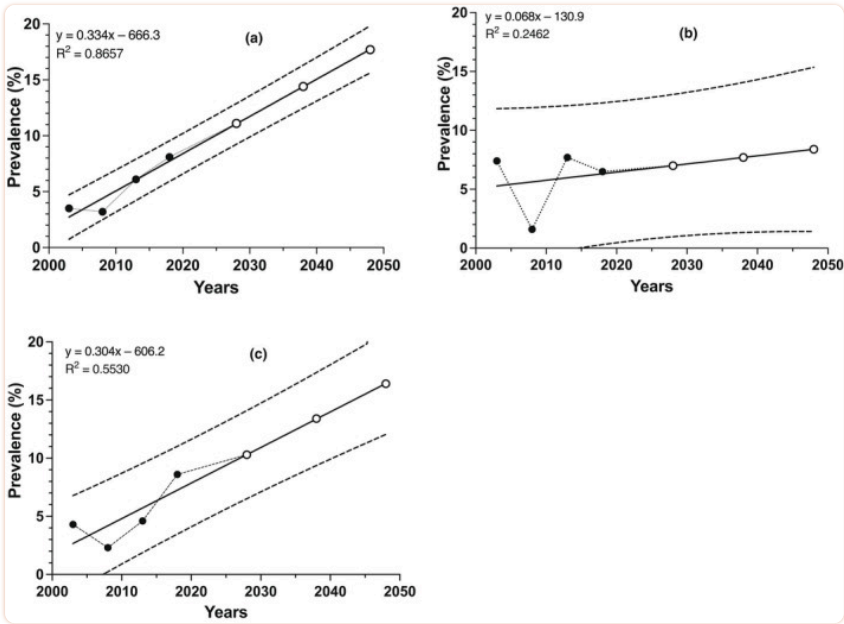 y = 0.334x – 666.3
R² = 0.8657
(a)
Prevalence (%)
20
15
10
5
0
2000 2010 2020 2030 2040 2050
Years
y = 0.068x – 130.9
R² = 0.2462
(b)
Prevalence (%)
20
15
10
5
0
2000 2010 2020 2030 2040 2050
Years
y = 0.304x – 606.2
R² = 0.5530
(c)
Prevalence (%)
20
15
10
5
0
2000 2010 2020 2030 2040 2050
Years